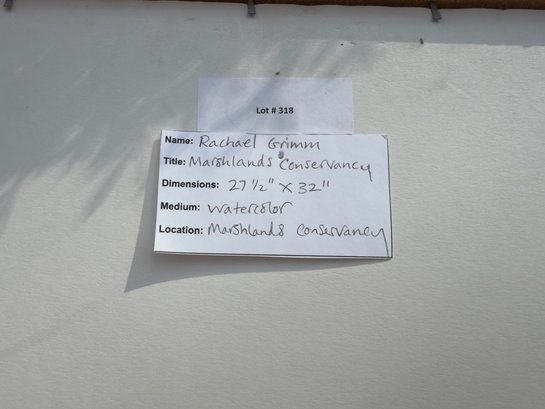 Lot # 318
Name: Rachael Grimm
Title: Marshlands Conservancy
Dimensions: 27 1/2" X 32"
Medium: Watercolor
Location: Marshlands Conservancy